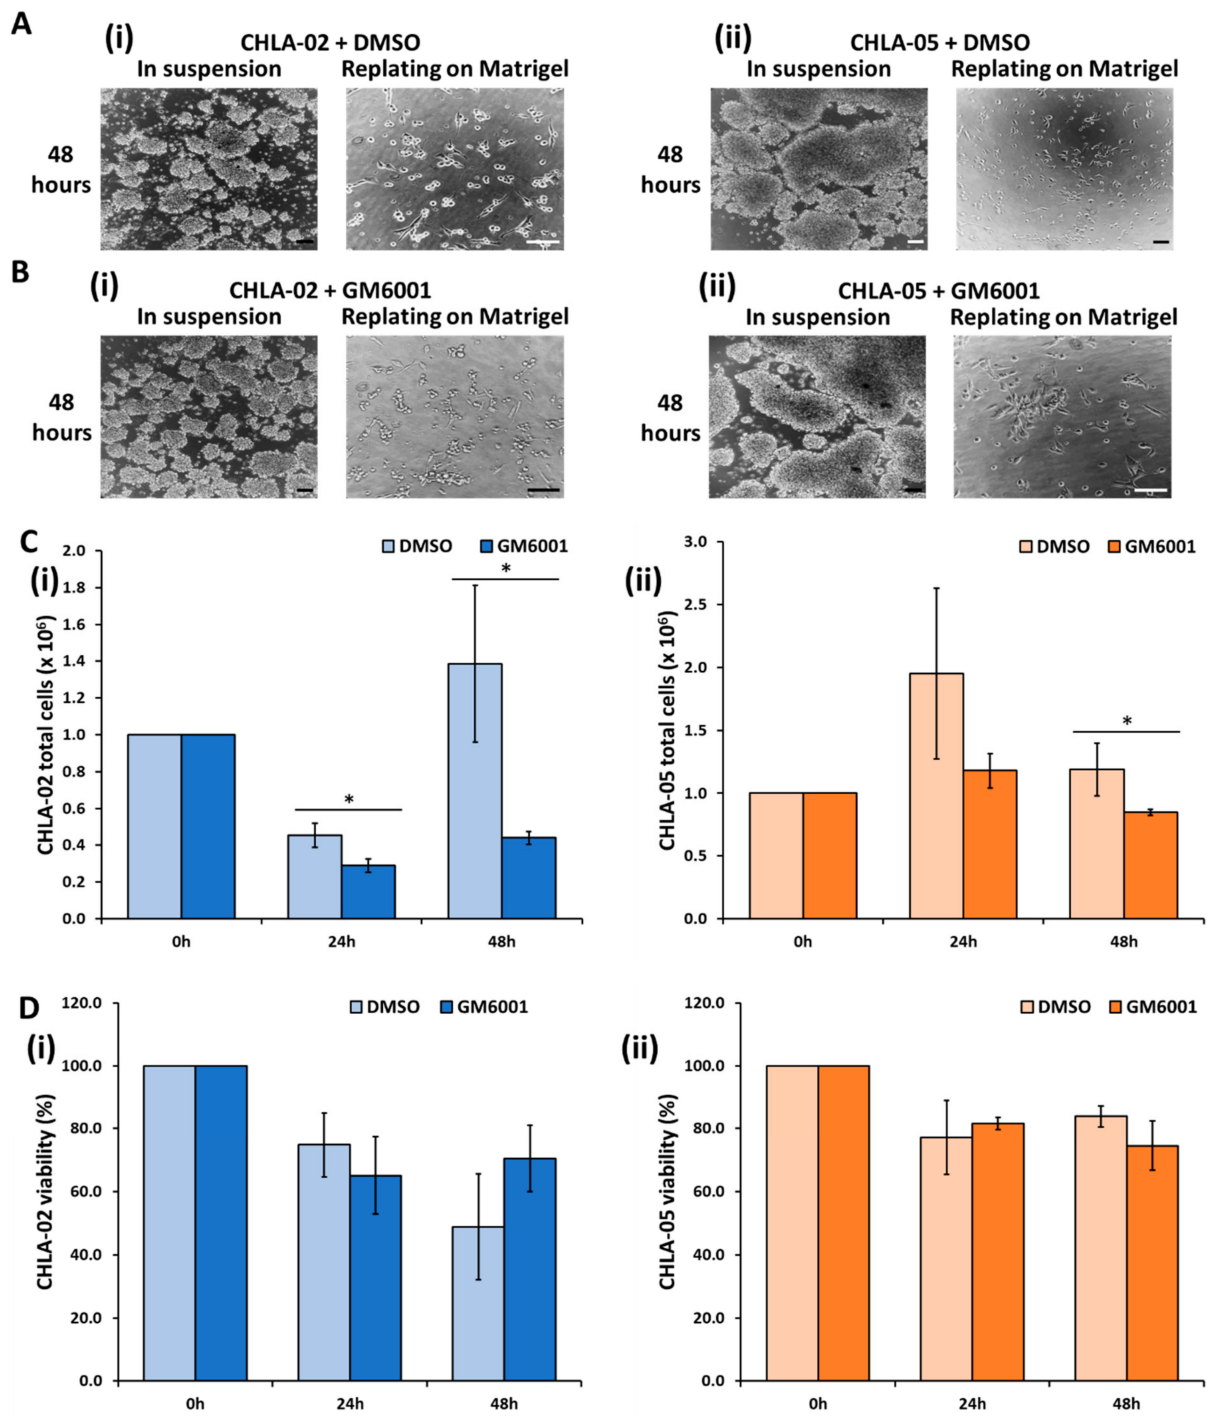 A
(i)
CHLA-02 + DMSO
In suspension
Replating on Matrigel
48
hours
(ii)
CHLA-05 + DMSO
In suspension
Replating on Matrigel
48
hours
B
(i)
CHLA-02 + GM6001
In suspension
Replating on Matrigel
48
hours
(ii)
CHLA-05 + GM6001
In suspension
Replating on Matrigel
48
hours
C
(i)
CHLA-02 total cells (x 10⁶)
2.0
1.8
1.6
1.4
1.2
1.0
0.8
0.6
0.4
0.2
0.0
DMSO
GM6001
*
*
0h
24h
48h
(ii)
CHLA-05 total cells (x 10⁶)
3.0
2.5
2.0
1.5
1.0
0.5
0.0
DMSO
GM6001
*
0h
24h
48h
D
(i)
CHLA-02 viability (%)
120.0
100.0
80.0
60.0
40.0
20.0
0.0
DMSO
GM6001
0h
24h
48h
(ii)
CHLA-05 viability (%)
120.0
100.0
80.0
60.0
40.0
20.0
0.0
DMSO
GM6001
0h
24h
48h